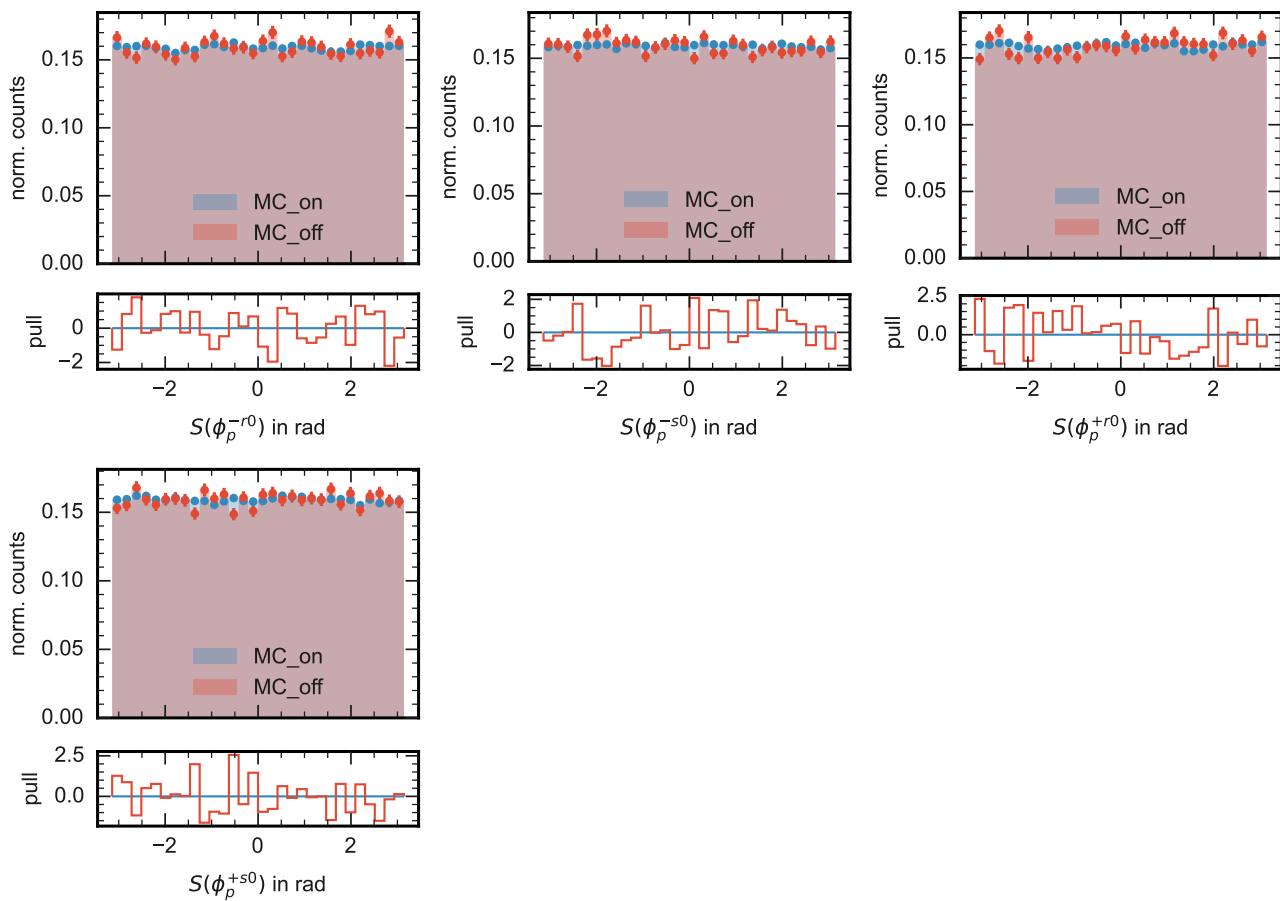 norm. counts
0.15
0.10
0.05
0.00
MC_on
MC_off
pull
0
−2
−2 0 2
S(ϕ_p^{−r0}) in rad
norm. counts
0.15
0.10
0.05
0.00
MC_on
MC_off
pull
2
0
−2
−2 0 2
S(ϕ_p^{−s0}) in rad
norm. counts
0.15
0.10
0.05
0.00
MC_on
MC_off
pull
2.5
0.0
−2 0 2
S(ϕ_p^{+r0}) in rad
norm. counts
0.15
0.10
0.05
0.00
MC_on
MC_off
pull
2.5
0.0
−2 0 2
S(ϕ_p^{+s0}) in rad